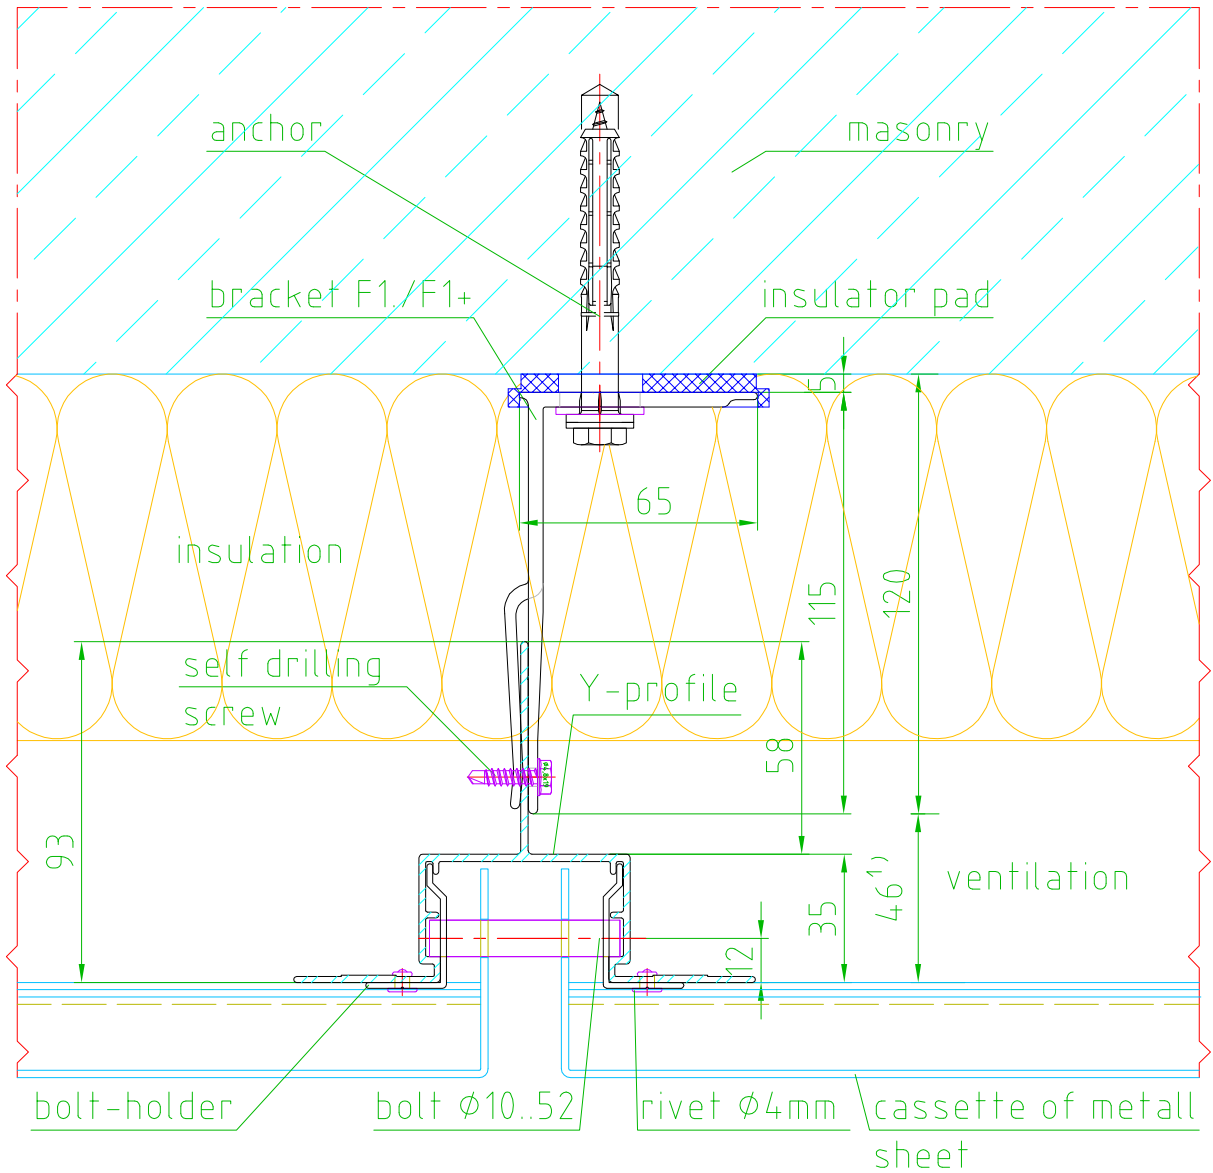 anchor
masonry
bracket F1./F1+
insulator pad
5
65
insulation
115
120
self drilling
screw
Y-profile
58
93
ventilation
46¹⁾
35
12
bolt-holder
bolt Ø10..52
rivet Ø4mm
cassette of metall
sheet